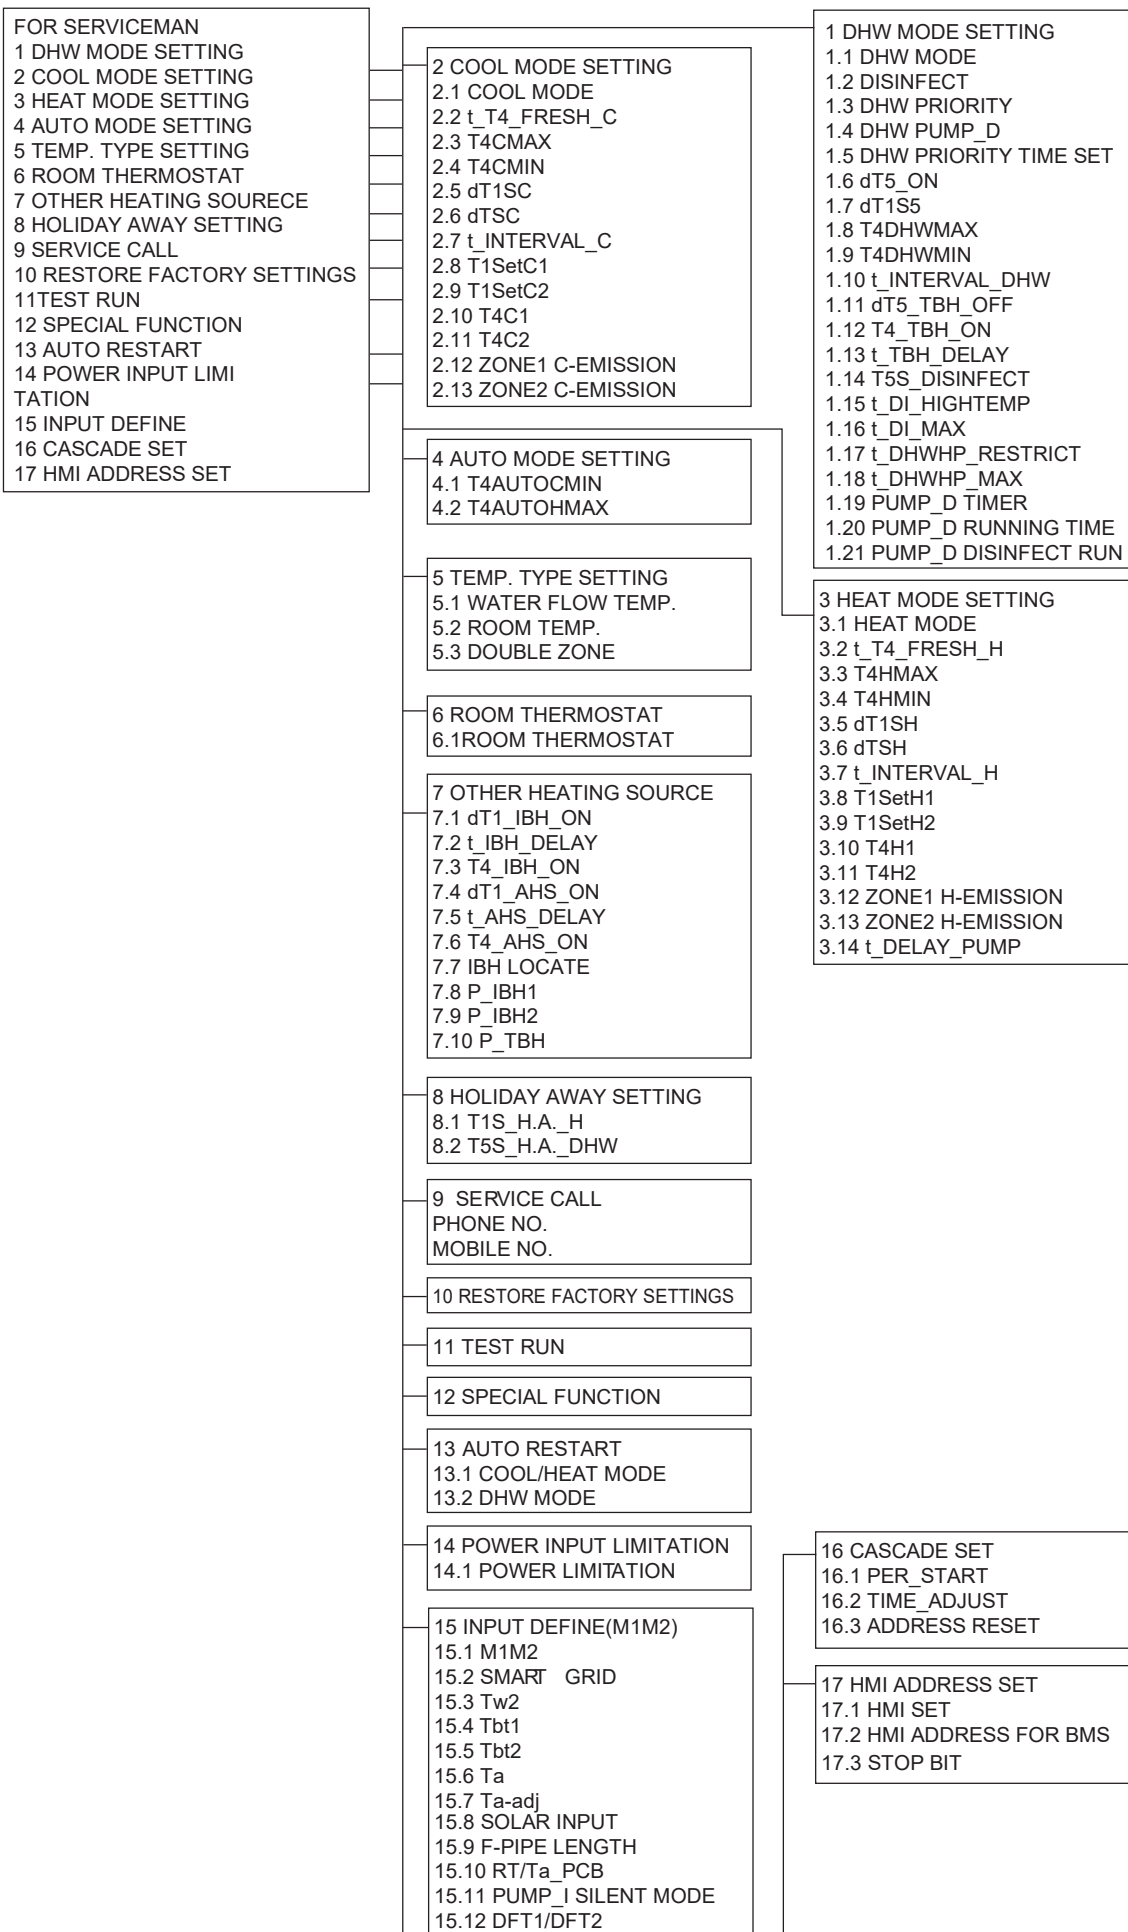 FOR SERVICEMAN
1 DHW MODE SETTING
2 COOL MODE SETTING
3 HEAT MODE SETTING
4 AUTO MODE SETTING
5 TEMP. TYPE SETTING
6 ROOM THERMOSTAT
7 OTHER HEATING SOURECE
8 HOLIDAY AWAY SETTING
9 SERVICE CALL
10 RESTORE FACTORY SETTINGS
11TEST RUN
12 SPECIAL FUNCTION
13 AUTO RESTART
14 POWER INPUT LIMI
TATION
15 INPUT DEFINE
16 CASCADE SET
17 HMI ADDRESS SET
2 COOL MODE SETTING
2.1 COOL MODE
2.2 t_T4_FRESH_C
2.3 T4CMAX
2.4 T4CMIN
2.5 dT1SC
2.6 dTSC
2.7 t_INTERVAL_C
2.8 T1SetC1
2.9 T1SetC2
2.10 T4C1
2.11 T4C2
2.12 ZONE1 C-EMISSION
2.13 ZONE2 C-EMISSION
4 AUTO MODE SETTING
4.1 T4AUTOCMIN
4.2 T4AUTOHMAX
5 TEMP. TYPE SETTING
5.1 WATER FLOW TEMP.
5.2 ROOM TEMP.
5.3 DOUBLE ZONE
6 ROOM THERMOSTAT
6.1ROOM THERMOSTAT
7 OTHER HEATING SOURCE
7.1 dT1_IBH_ON
7.2 t_IBH_DELAY
7.3 T4_IBH_ON
7.4 dT1_AHS_ON
7.5 t_AHS_DELAY
7.6 T4_AHS_ON
7.7 IBH LOCATE
7.8 P_IBH1
7.9 P_IBH2
7.10 P_TBH
8 HOLIDAY AWAY SETTING
8.1 T1S_H.A._H
8.2 T5S_H.A._DHW
9 SERVICE CALL
PHONE NO.
MOBILE NO.
10 RESTORE FACTORY SETTINGS
11 TEST RUN
12 SPECIAL FUNCTION
13 AUTO RESTART
13.1 COOL/HEAT MODE
13.2 DHW MODE
14 POWER INPUT LIMITATION
14.1 POWER LIMITATION
15 INPUT DEFINE(M1M2)
15.1 M1M2
15.2 SMART GRID
15.3 Tw2
15.4 Tbt1
15.5 Tbt2
15.6 Ta
15.7 Ta-adj
15.8 SOLAR INPUT
15.9 F-PIPE LENGTH
15.10 RT/Ta_PCB
15.11 PUMP_I SILENT MODE
15.12 DFT1/DFT2
1 DHW MODE SETTING
1.1 DHW MODE
1.2 DISINFECT
1.3 DHW PRIORITY
1.4 DHW PUMP_D
1.5 DHW PRIORITY TIME SET
1.6 dT5_ON
1.7 dT1S5
1.8 T4DHWMAX
1.9 T4DHWMIN
1.10 t_INTERVAL_DHW
1.11 dT5_TBH_OFF
1.12 T4_TBH_ON
1.13 t_TBH_DELAY
1.14 T5S_DISINFECT
1.15 t_DI_HIGHTEMP
1.16 t_DI_MAX
1.17 t_DHWHP_RESTRICT
1.18 t_DHWHP_MAX
1.19 PUMP_D TIMER
1.20 PUMP_D RUNNING TIME
1.21 PUMP_D DISINFECT RUN
3 HEAT MODE SETTING
3.1 HEAT MODE
3.2 t_T4_FRESH_H
3.3 T4HMAX
3.4 T4HMIN
3.5 dT1SH
3.6 dTSH
3.7 t_INTERVAL_H
3.8 T1SetH1
3.9 T1SetH2
3.10 T4H1
3.11 T4H2
3.12 ZONE1 H-EMISSION
3.13 ZONE2 H-EMISSION
3.14 t_DELAY_PUMP
16 CASCADE SET
16.1 PER_START
16.2 TIME_ADJUST
16.3 ADDRESS RESET
17 HMI ADDRESS SET
17.1 HMI SET
17.2 HMI ADDRESS FOR BMS
17.3 STOP BIT